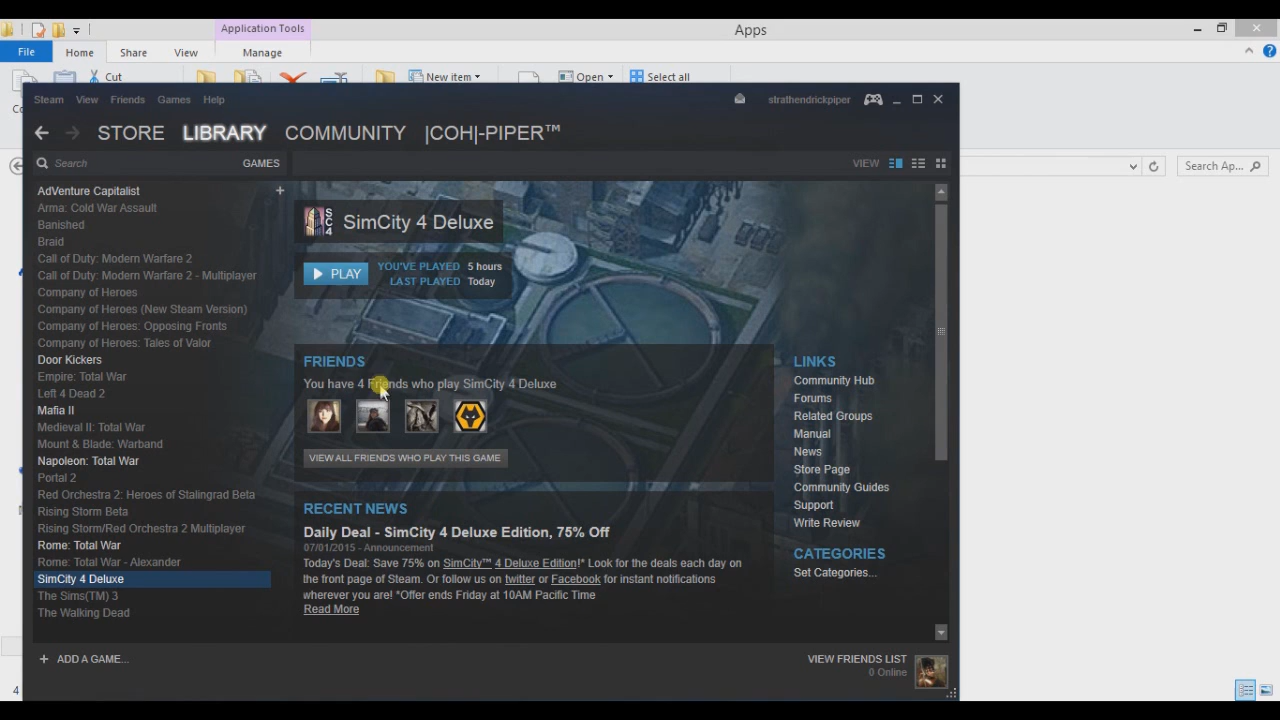 Application Tools
Apps
File
Home
Share
View
Manage
Cut
New item
Open
Select all
Search Ap...
Steam
View
Friends
Games
Help
strathendrickpiper
STORE
LIBRARY
COMMUNITY
|COH|-PIPER™
Search
GAMES
VIEW
AdVenture Capitalist
Arma: Cold War Assault
Banished
Braid
Call of Duty: Modern Warfare 2
Call of Duty: Modern Warfare 2 - Multiplayer
Company of Heroes
Company of Heroes (New Steam Version)
Company of Heroes: Opposing Fronts
Company of Heroes: Tales of Valor
Door Kickers
Empire: Total War
Left 4 Dead 2
Mafia II
Medieval II: Total War
Mount & Blade: Warband
Napoleon: Total War
Portal 2
Red Orchestra 2: Heroes of Stalingrad Beta
Rising Storm Beta
Rising Storm/Red Orchestra 2 Multiplayer
Rome: Total War
Rome: Total War - Alexander
SimCity 4 Deluxe
The Sims(TM) 3
The Walking Dead
+ ADD A GAME...
SC4
SimCity 4 Deluxe
PLAY
YOU'VE PLAYED 5 hours
LAST PLAYED Today
FRIENDS
You have 4 Friends who play SimCity 4 Deluxe
VIEW ALL FRIENDS WHO PLAY THIS GAME
RECENT NEWS
Daily Deal - SimCity 4 Deluxe Edition, 75% Off
07/01/2015 - Announcement
Today's Deal: Save 75% on SimCity™ 4 Deluxe Edition!* Look for the deals each day on
the front page of Steam. Or follow us on twitter or Facebook for instant notifications
wherever you are! *Offer ends Friday at 10AM Pacific Time
Read More
LINKS
Community Hub
Forums
Related Groups
Manual
News
Store Page
Community Guides
Support
Write Review
CATEGORIES
Set Categories...
VIEW FRIENDS LIST
0 Online
4